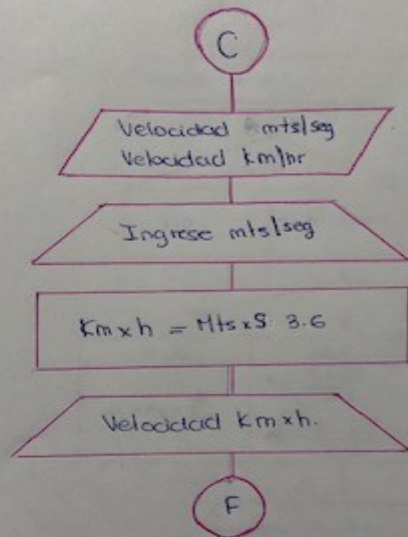 C
Velocidad mts/seg
Velocidad km/hr
Ingrese mts/seg
Km x h = Mts x S 3.6
Velocidad Km x h.
F